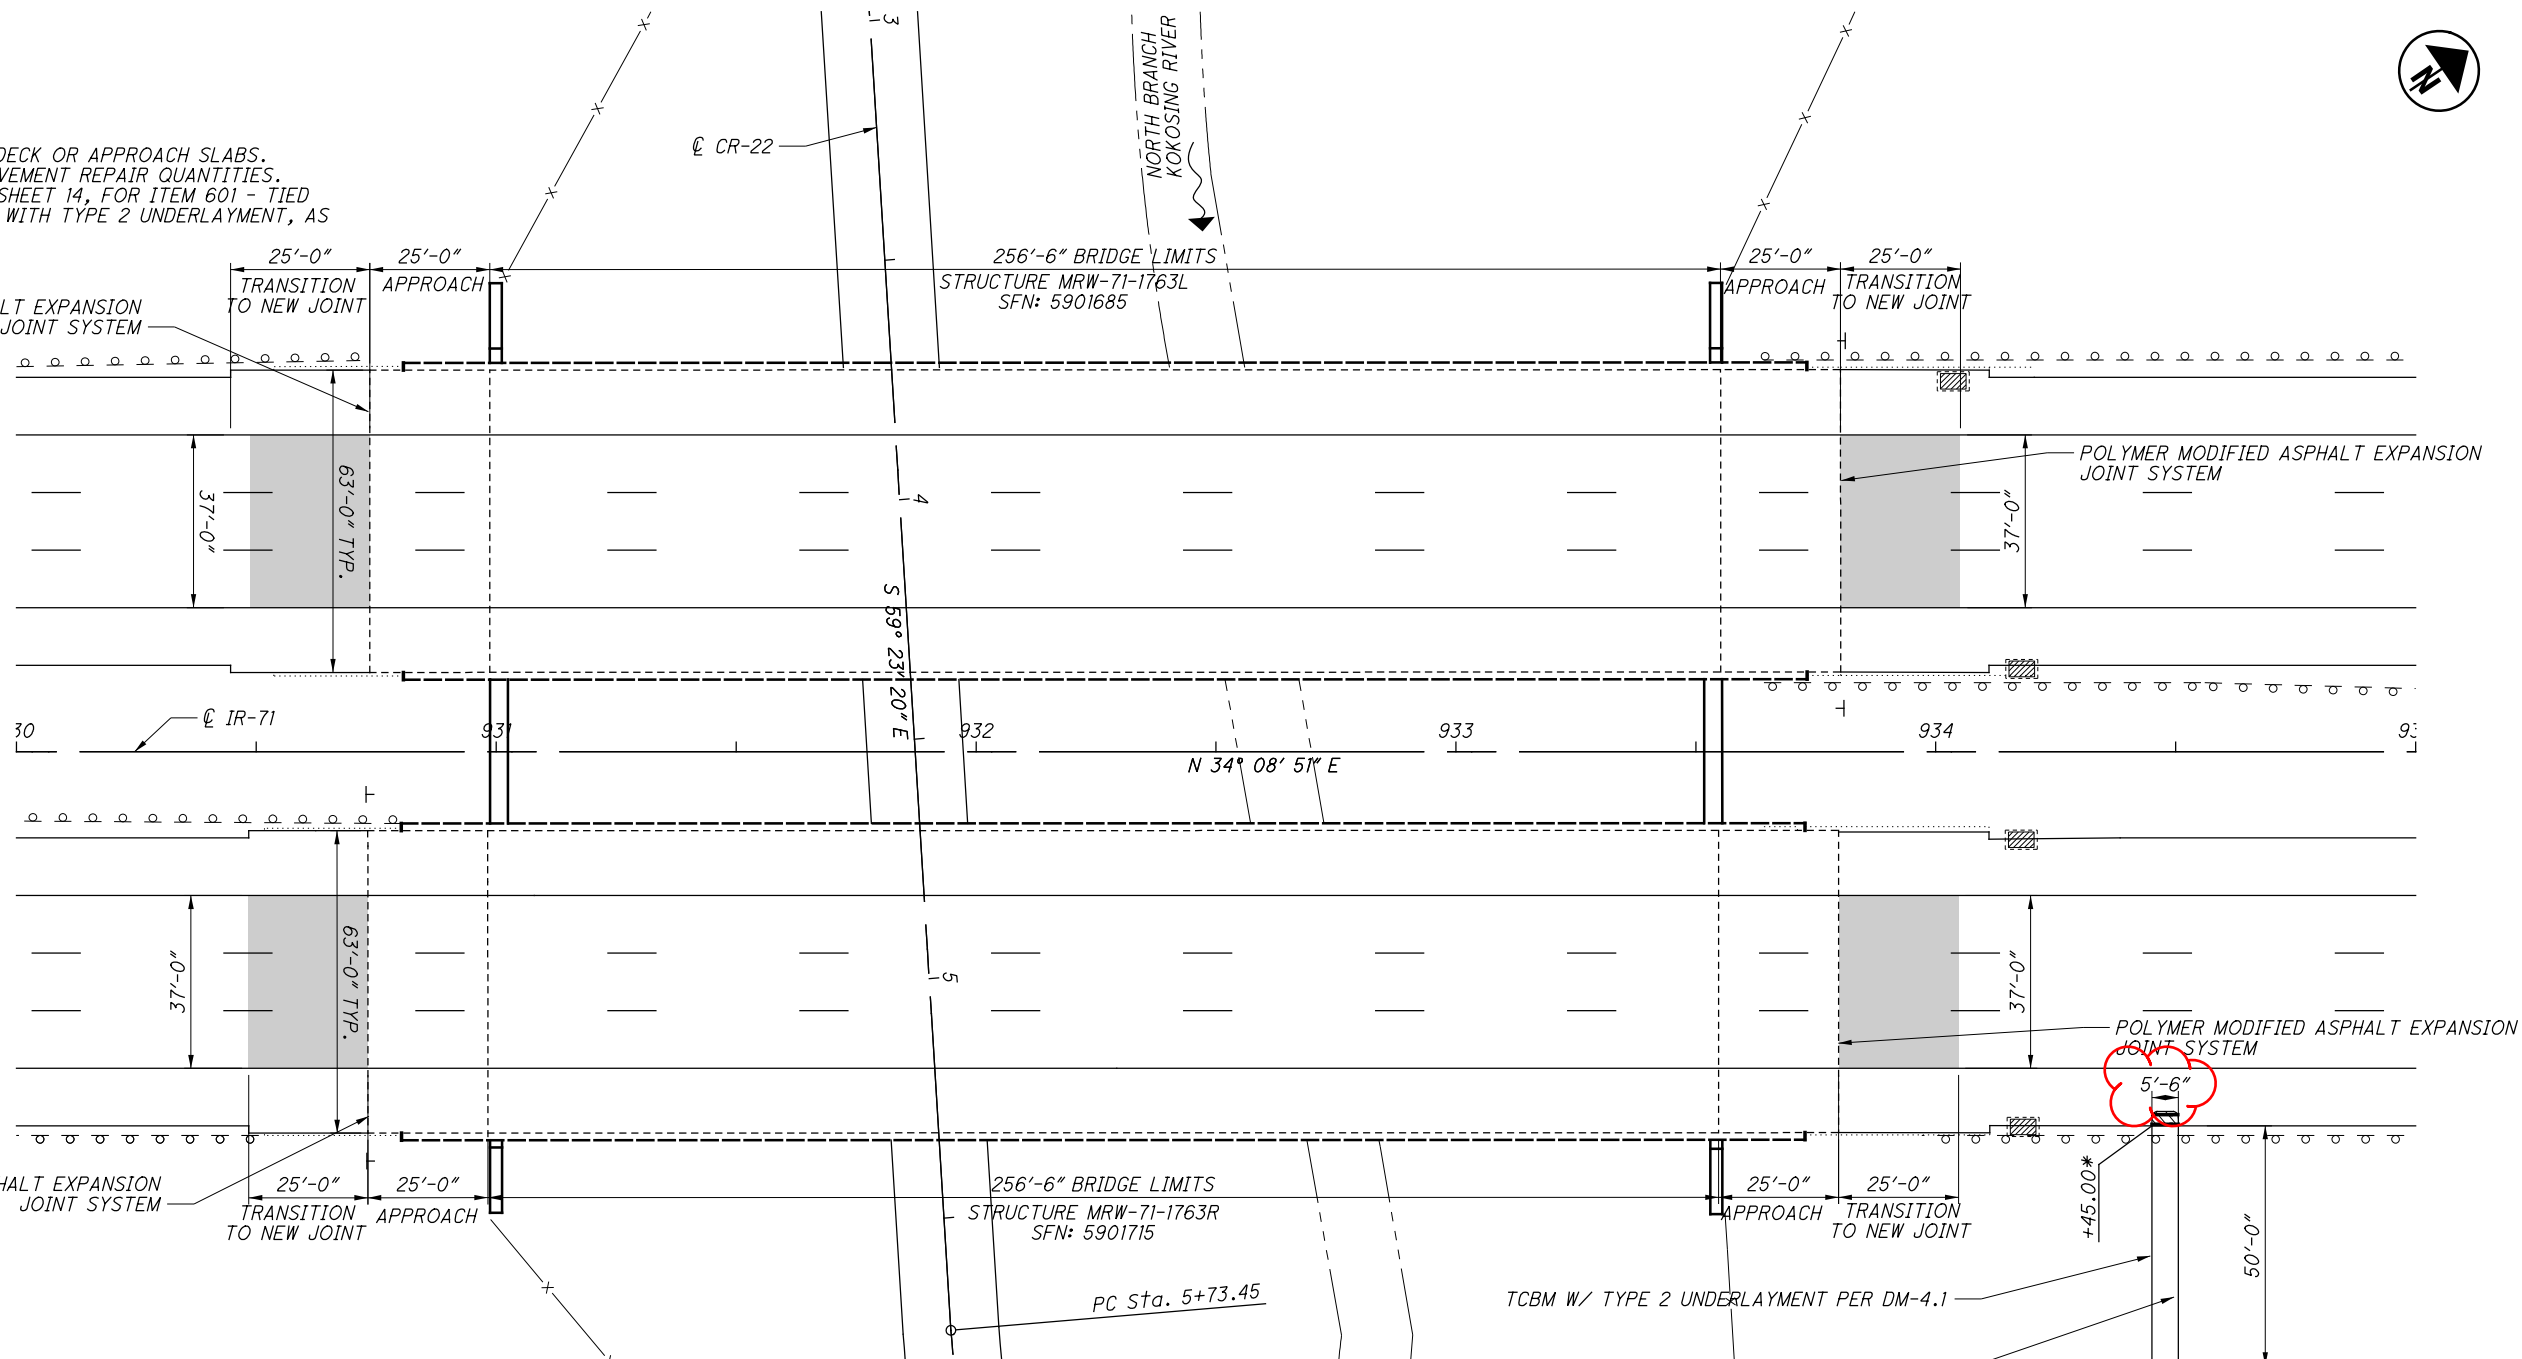 3
NORTH BRANCH
KOKOSING RIVER
N
℄ CR-22
DECK OR APPROACH SLABS.
VEMENT REPAIR QUANTITIES.
SHEET 14, FOR ITEM 601 - TIED
WITH TYPE 2 UNDERLAYMENT, AS
25'-0"
TRANSITION
TO NEW JOINT
25'-0"
APPROACH
256'-6" BRIDGE LIMITS
STRUCTURE MRW-71-1763L
SFN: 5901685
25'-0"
APPROACH
25'-0"
TRANSITION
TO NEW JOINT
LT EXPANSION
JOINT SYSTEM
POLYMER MODIFIED ASPHALT EXPANSION
JOINT SYSTEM
37'-0"
63'-0" TYP.
4
37'-0"
S 59° 23' 20" E
℄ IR-71
30
931
932
933
934
93
N 34° 08' 51" E
37'-0"
63'-0" TYP.
5
37'-0"
POLYMER MODIFIED ASPHALT EXPANSION
JOINT SYSTEM
5'-6"
HALT EXPANSION
JOINT SYSTEM
25'-0"
TRANSITION
TO NEW JOINT
25'-0"
APPROACH
256'-6" BRIDGE LIMITS
STRUCTURE MRW-71-1763R
SFN: 5901715
25'-0"
APPROACH
25'-0"
TRANSITION
TO NEW JOINT
+45.00*
50'-0"
PC Sta. 5+73.45
TCBM W/ TYPE 2 UNDERLAYMENT PER DM-4.1